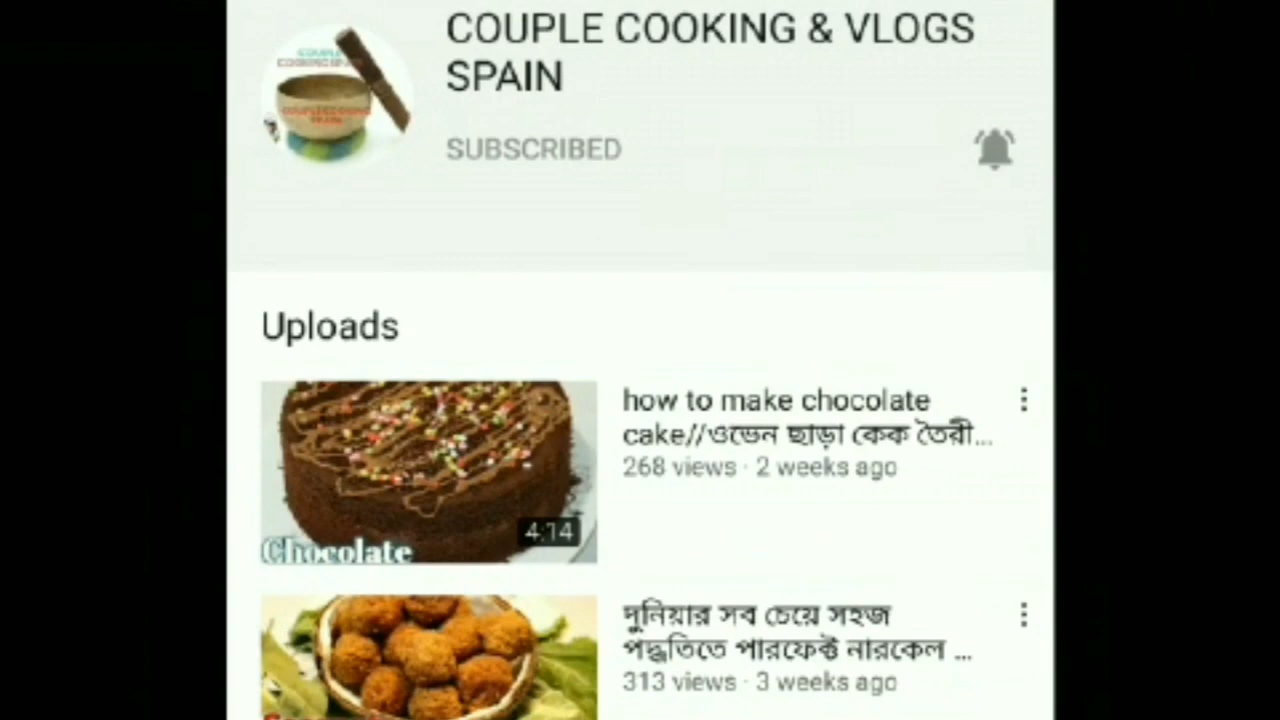 COUPLE COOKING & VLOGS
SPAIN
SUBSCRIBED
Uploads
how to make chocolate
cake//ওভেন ছাড়া কেক তৈরী...
268 views · 2 weeks ago
4:14
Chocolate
দুনিয়ার সব চেয়ে সহজ
পদ্ধতিতে পারফেক্ট নারকেল ...
313 views · 3 weeks ago